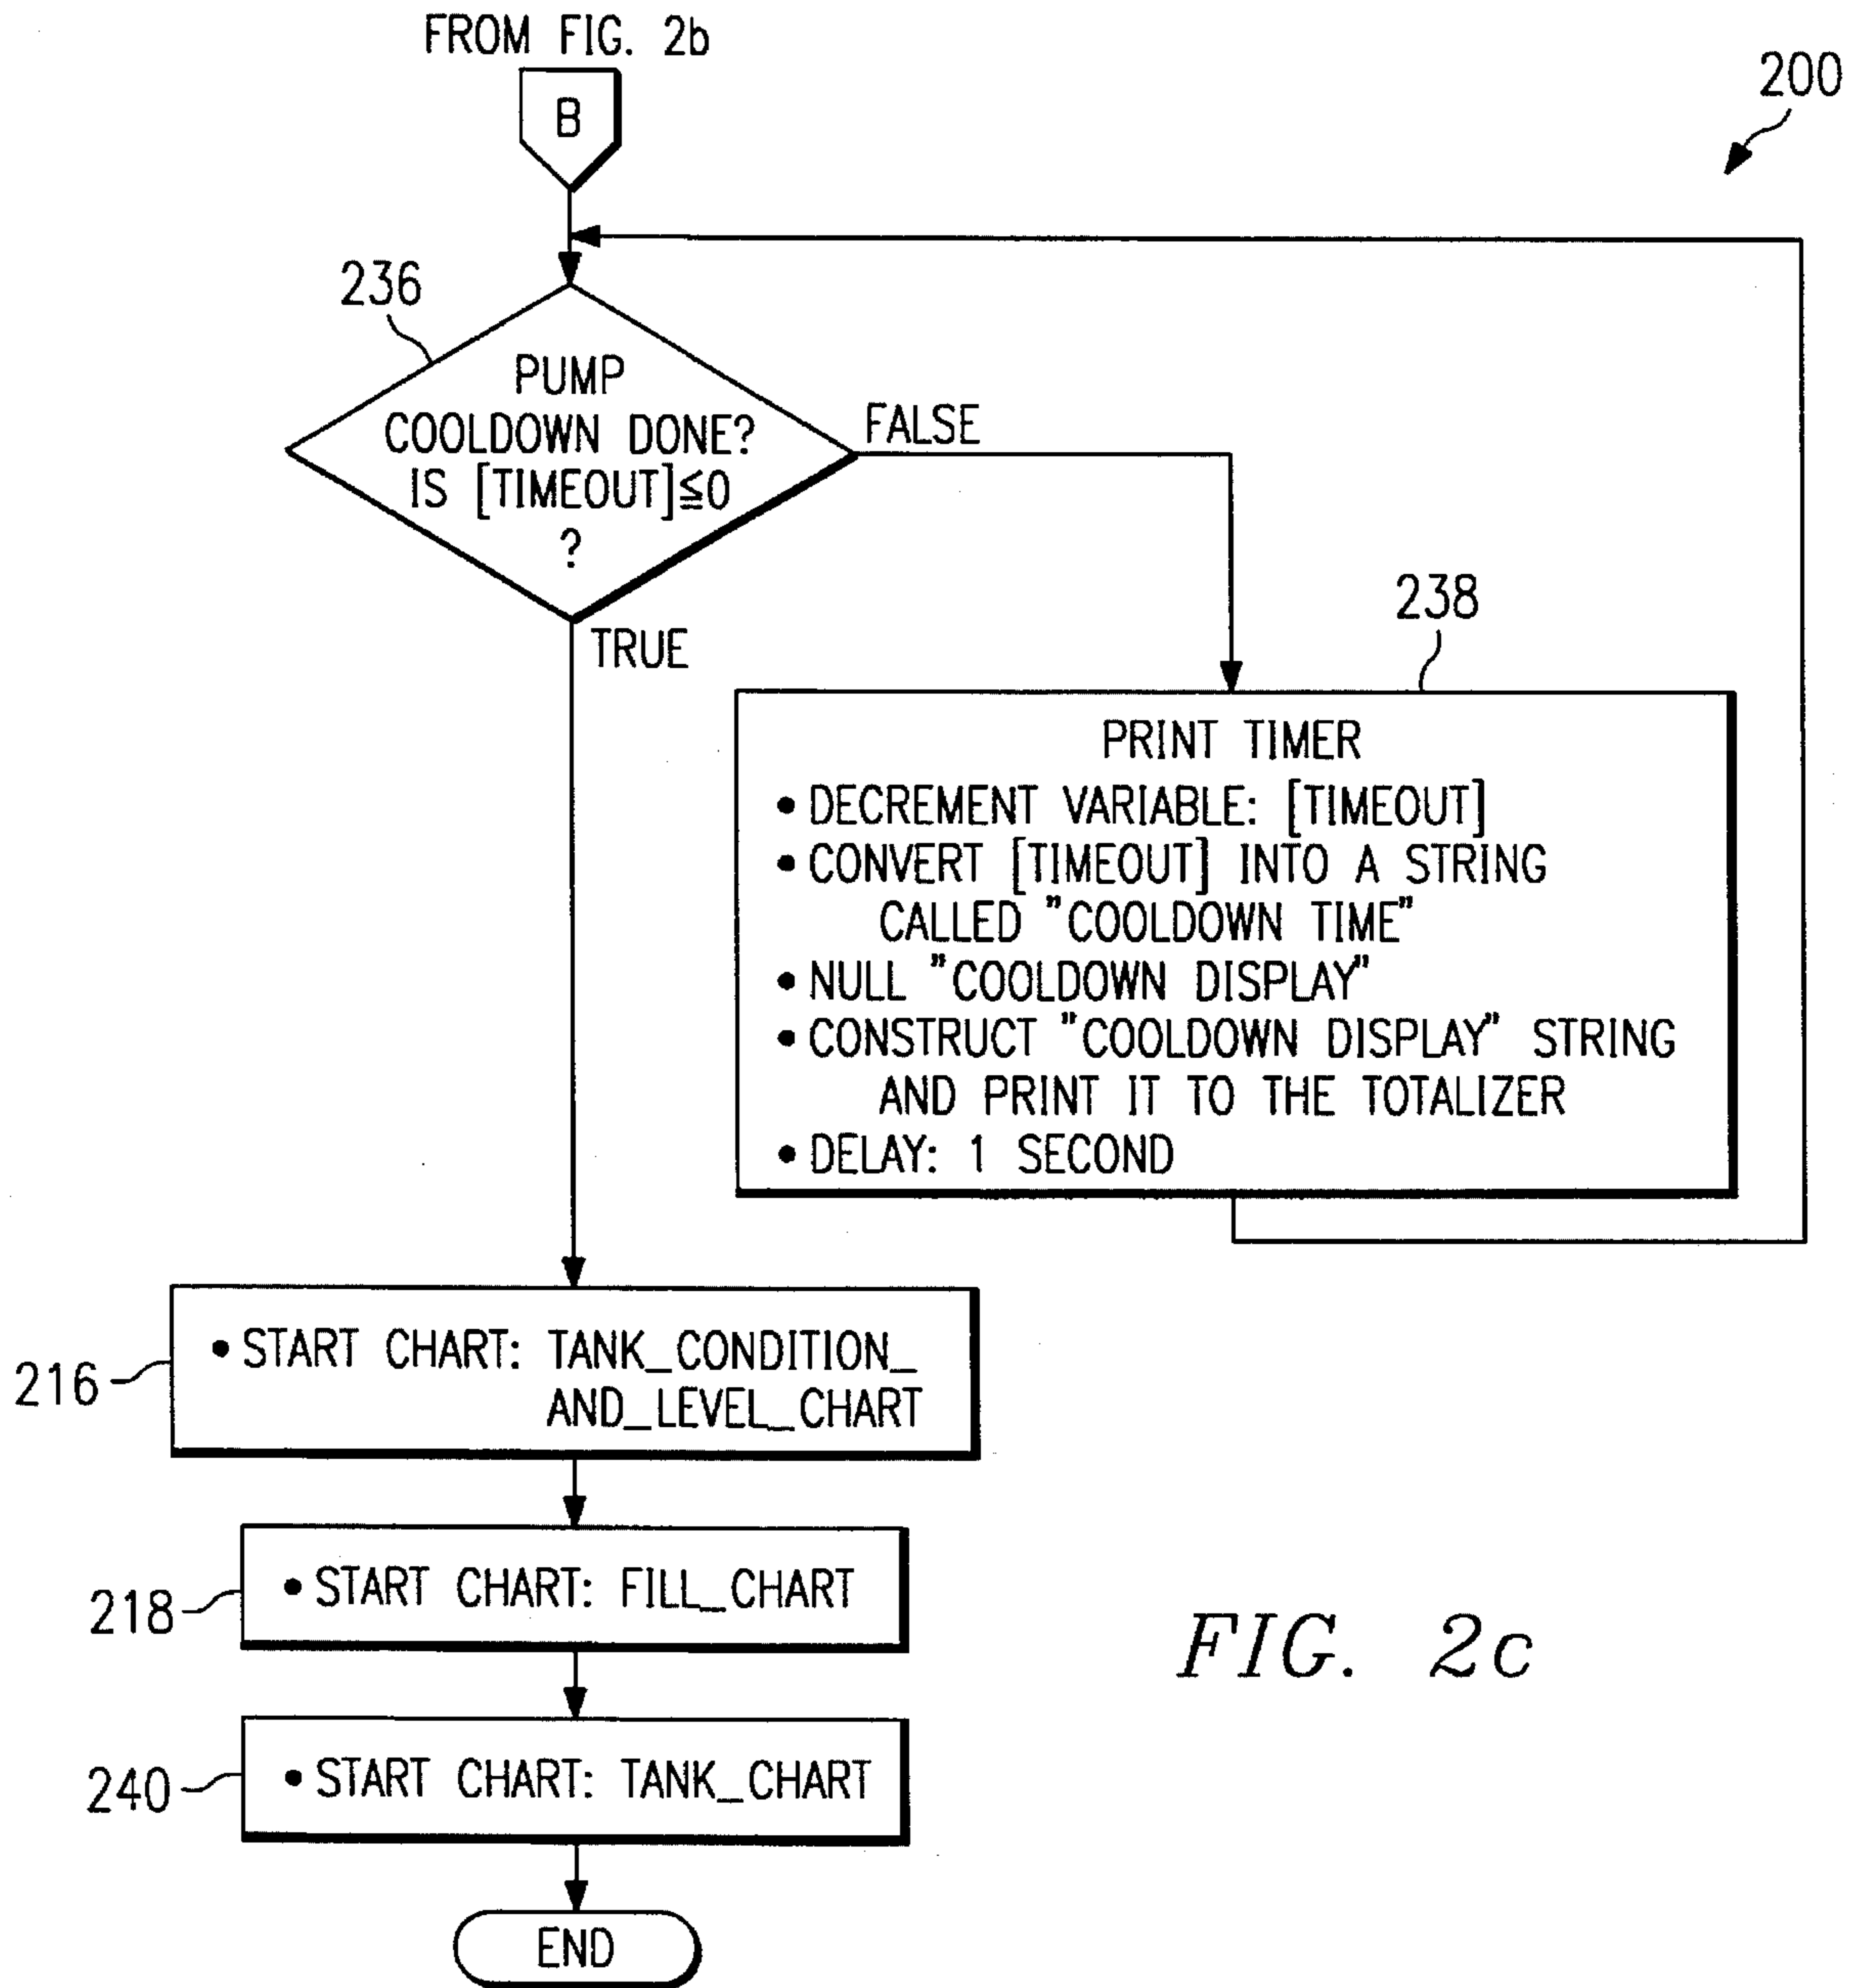 FROM FIG. 2b
B
200
236
PUMP
COOLDOWN DONE?
IS [TIMEOUT]≦0
?
FALSE
TRUE
238
PRINT TIMER
• DECREMENT VARIABLE: [TIMEOUT]
• CONVERT [TIMEOUT] INTO A STRING
CALLED "COOLDOWN TIME"
• NULL "COOLDOWN DISPLAY"
• CONSTRUCT "COOLDOWN DISPLAY" STRING
AND PRINT IT TO THE TOTALIZER
• DELAY: 1 SECOND
216
• START CHART: TANK_CONDITION_
AND_LEVEL_CHART
218
• START CHART: FILL_CHART
240
• START CHART: TANK_CHART
END
FIG. 2c